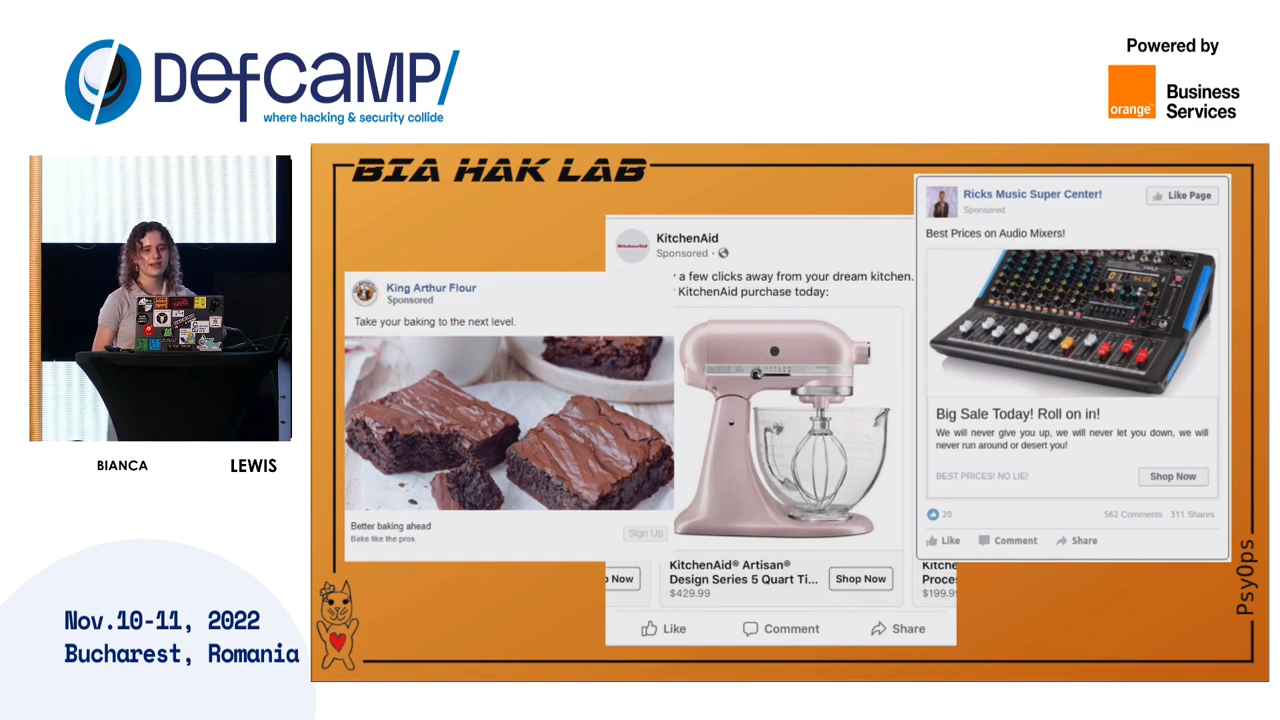 DefCamp/
where hacking & security collide
Powered by
orange™
Business
Services
BIA HAK LAB
Ricks Music Super Center!
Sponsored
Like Page
Best Prices on Audio Mixers!
Big Sale Today! Roll on in!
We will never give you up, we will never let you down, we will
never run around or desert you!
BEST PRICES! NO LIE!
Shop Now
20
562 Comments 311 Shares
Like Comment Share
KitchenAid
KitchenAid
Sponsored ·
a few clicks away from your dream kitchen.
KitchenAid purchase today:
KitchenAid® Artisan®
Design Series 5 Quart Ti...
$429.99
Shop Now
Now
Kitche
Proces
$199.9
Like Comment Share
King Arthur Flour
Sponsored
Take your baking to the next level.
Better baking ahead
Bake like the pros.
Sign Up
PsyOps
BIANCA LEWIS
Nov.10-11, 2022
Bucharest, Romania